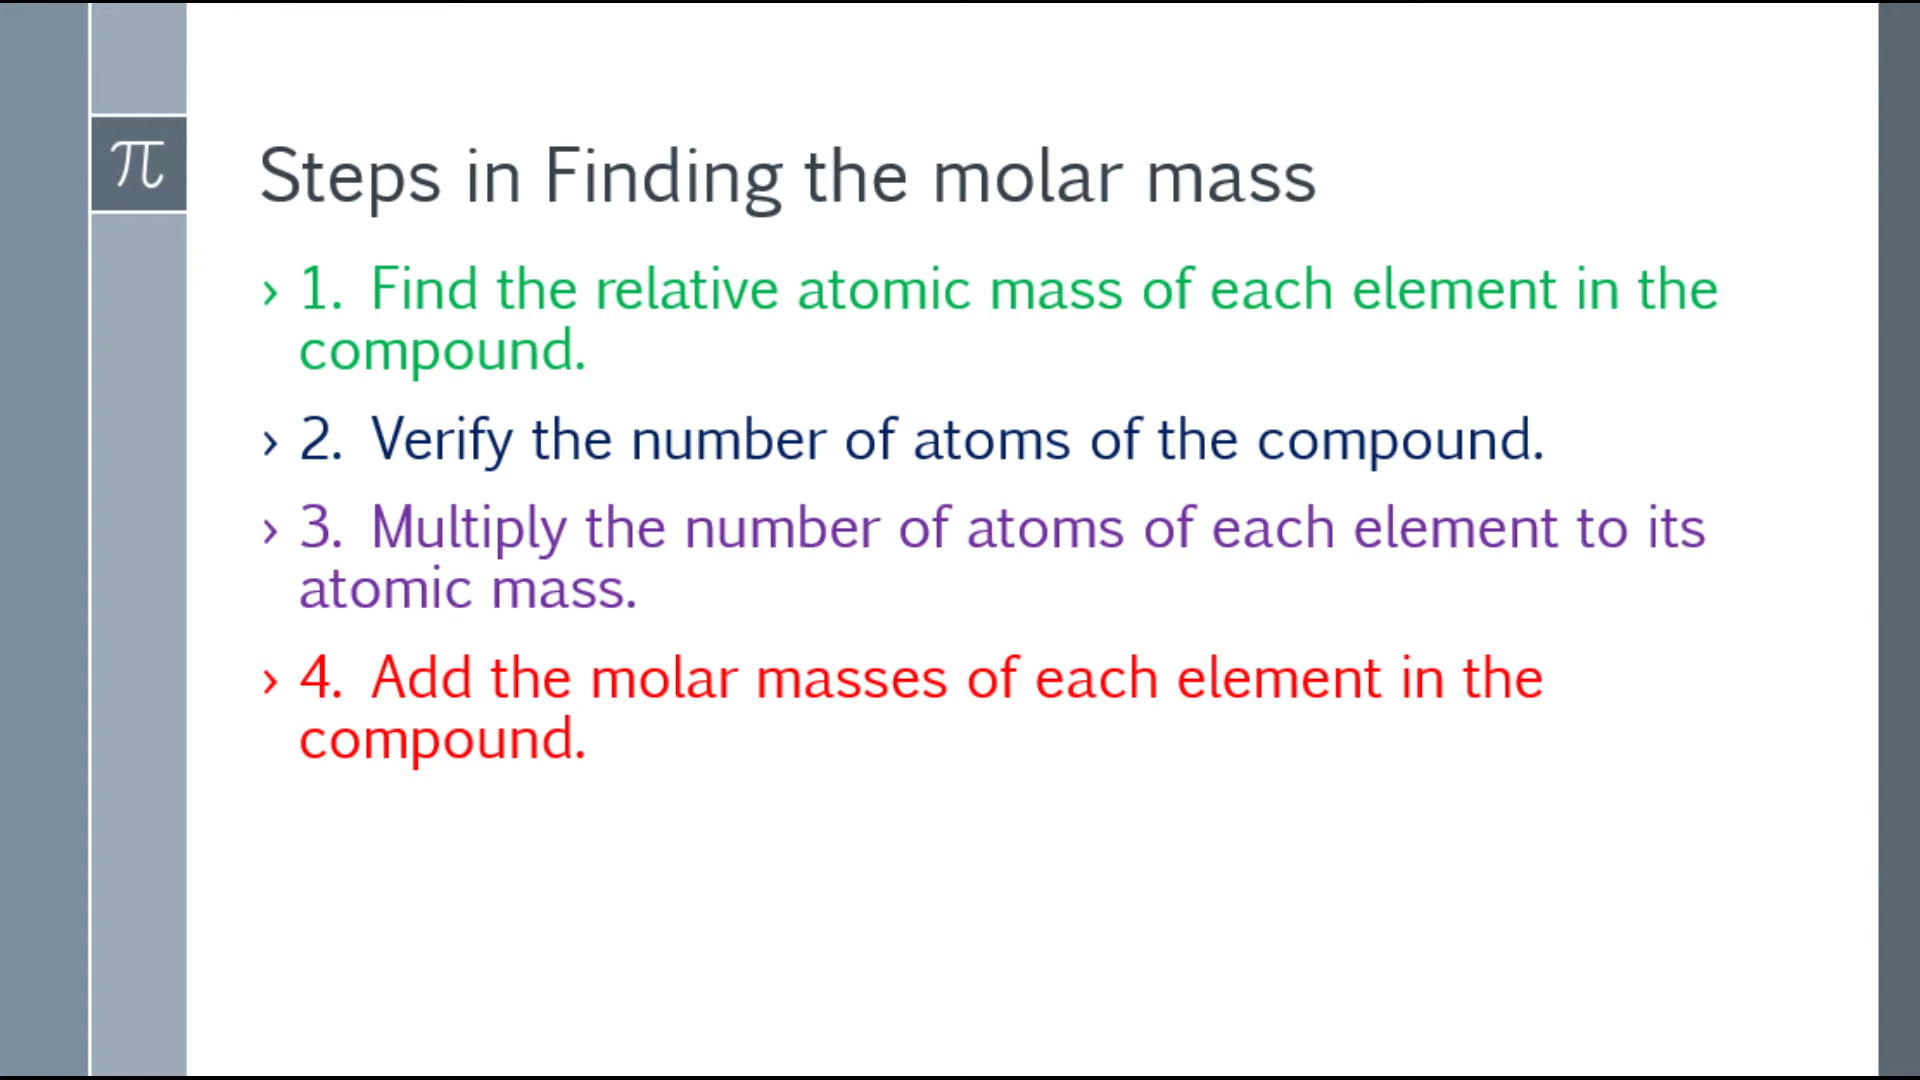 π
Steps in Finding the molar mass
› 1. Find the relative atomic mass of each element in the
compound.
› 2. Verify the number of atoms of the compound.
› 3. Multiply the number of atoms of each element to its
atomic mass.
› 4. Add the molar masses of each element in the
compound.